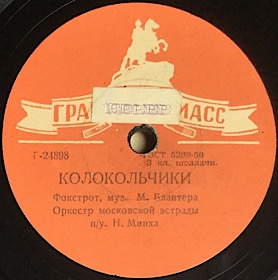 ГРА МАСС
Г-24898
ГОСТ 5289-50
КОЛОКОЛЬЧИКИ
Фокстрот, муз. М. Блантера
Оркестр московской эстрады
п/у. Н. Минха